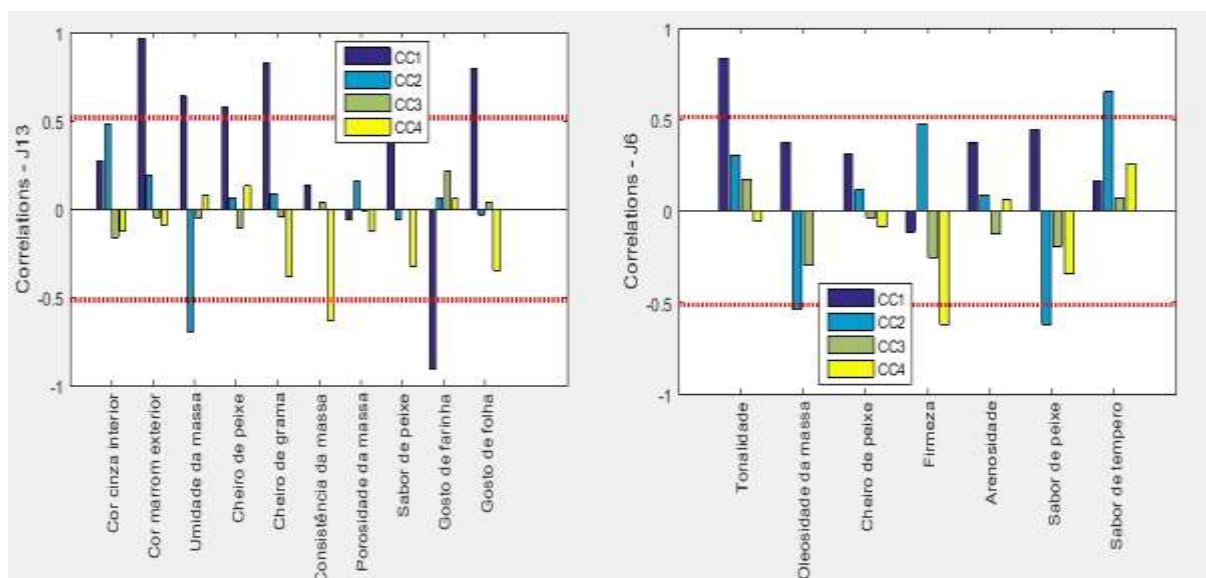 Correlations - J13
1
0.5
0
-0.5
-1
CC1
CC2
CC3
CC4
Cor cinza interior
Cor marrom exterior
Umidade da massa
Cheiro de peixe
Cheiro de grama
Consistência da massa
Porosidade da massa
Sabor de peixe
Gosto de farinha
Gosto de folha
Correlations - J6
1
0.5
0
-0.5
-1
CC1
CC2
CC3
CC4
Tonalidade
Oleosidade da massa
Cheiro de peixe
Firmeza
Arenosidade
Sabor de peixe
Sabor de tempero